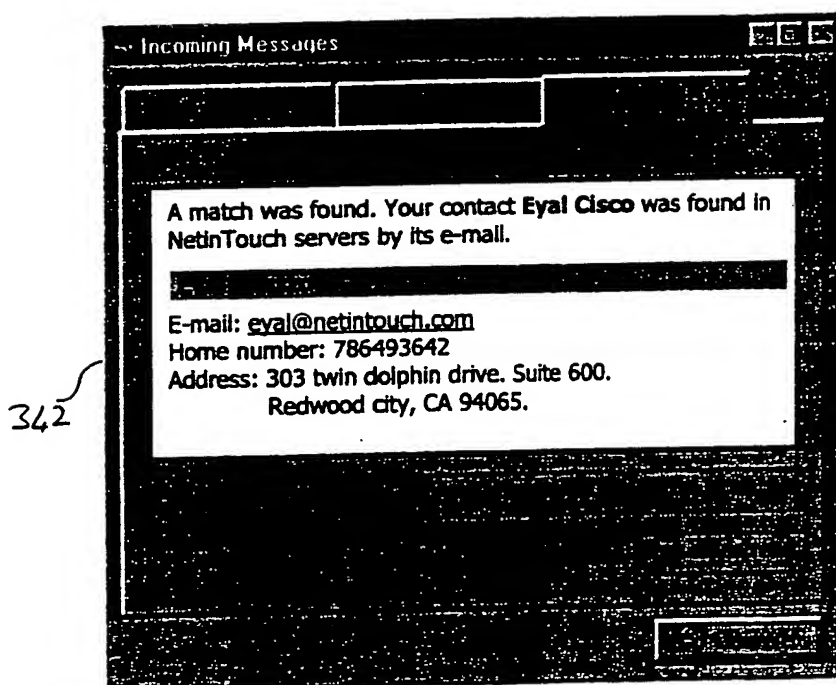 Incoming Messages
A match was found. Your contact Eyal Cisco was found in
NetinTouch servers by its e-mail.
E-mail: eyal@netintouch.com
Home number: 786493642
Address: 303 twin dolphin drive. Suite 600.
Redwood city, CA 94065.
342